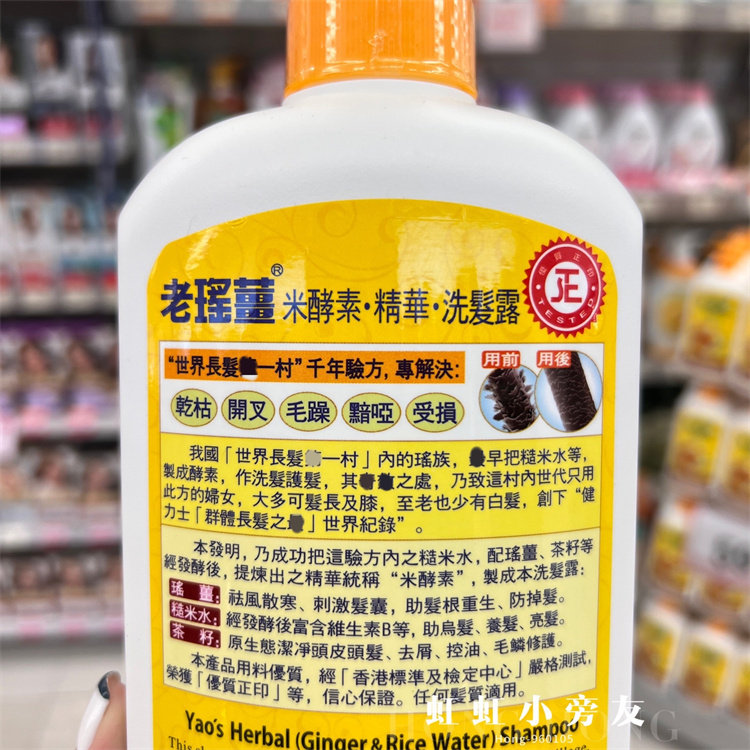 老瑤薑® 米酵素·精華·洗髮露
優質正印
TESTED
“世界長髮一村”千年驗方,專解決:
用前 用後
乾枯 開叉 毛躁 黯啞 受損
我國「世界長髮一村」內的瑤族,早把糙米水等,
製成酵素,作洗髮護髮,其之處,乃致這村內世代只用
此方的婦女,大多可髮長及膝,至老也少有白髮,創下“健
力士「群體長髮之」世界紀錄”。
本發明,乃成功把這驗方內之糙米水,配瑤薑、茶籽等
經發酵後,提煉出之精華統稱“米酵素”,製成本洗髮露:
瑤薑:祛風散寒、刺激髮囊,助髮根重生、防掉髮。
糙米水:經發酵後富含維生素B等,助烏髮、養髮、亮髮。
茶籽:原生態潔凈頭皮頭髮、去屑、控油、毛鱗修護。
本產品用料優質,經「香港標準及檢定中心」嚴格測試,
榮獲「優質正印」等,信心保證。任何髮質適用。
Yao's Herbal (Ginger & Rice Water) Shampoo
虹虹小旁友